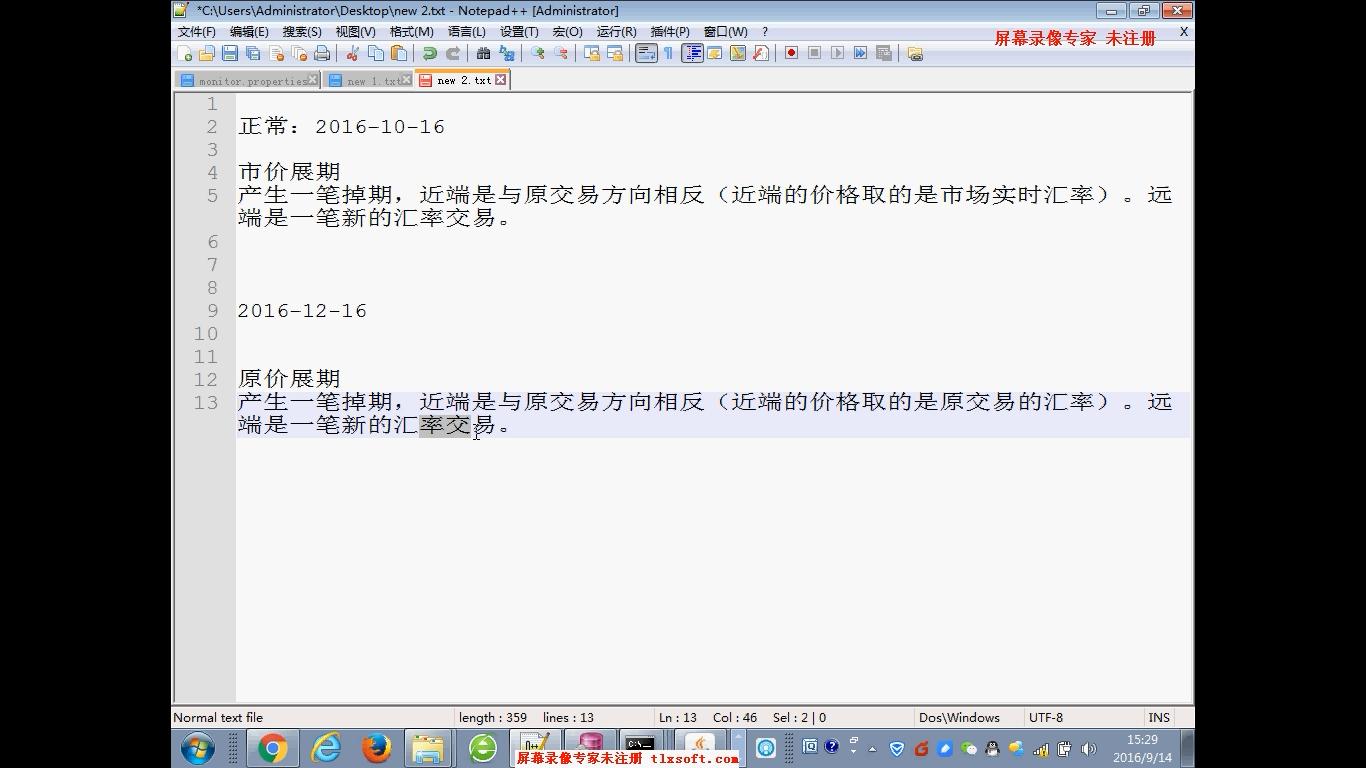 *C:\Users\Administrator\Desktop\new 2.txt - Notepad++ [Administrator]
文件(F) 编辑(E) 搜索(S) 视图(V) 格式(M) 语言(L) 设置(T) 宏(O) 运行(R) 插件(P) 窗口(W) ? X
屏幕录像专家 未注册
monitor.properties new 1.txt new 2.txt
1
2 正常：2016-10-16
3
4 市价展期
5 产生一笔掉期，近端是与原交易方向相反（近端的价格取的是市场实时汇率）。远
端是一笔新的汇率交易。
6
7
8
9 2016-12-16
10
11
12 原价展期
13 产生一笔掉期，近端是与原交易方向相反（近端的价格取的是原交易的汇率）。远
端是一笔新的汇率交易。
Normal text file length : 359 lines : 13 Ln : 13 Col : 46 Sel : 2 | 0 Dos\Windows UTF-8 INS
15:29
2016/9/14
屏幕录像专家未注册 tlxsoft.com